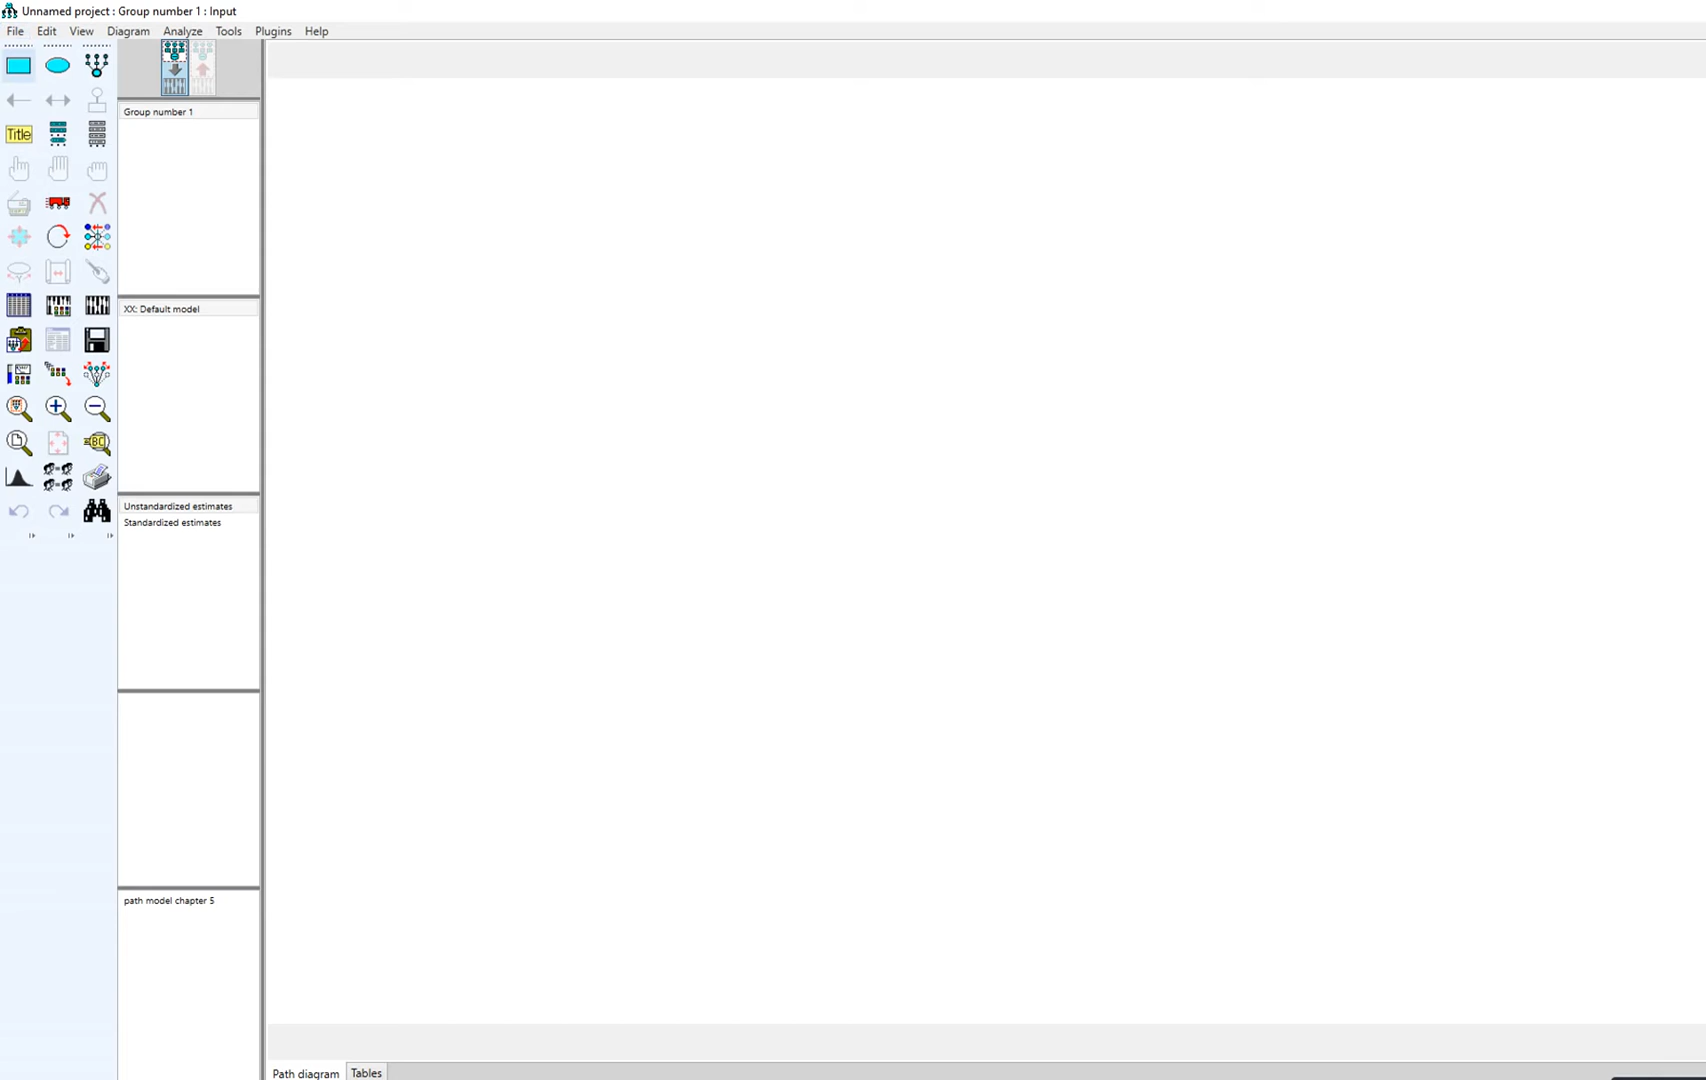 Unnamed project : Group number 1 : Input
File Edit View Diagram Analyze Tools Plugins Help
Title
Group number 1
XX: Default model
BC
Unstandardized estimates
Standardized estimates
path model chapter 5
Path diagram Tables